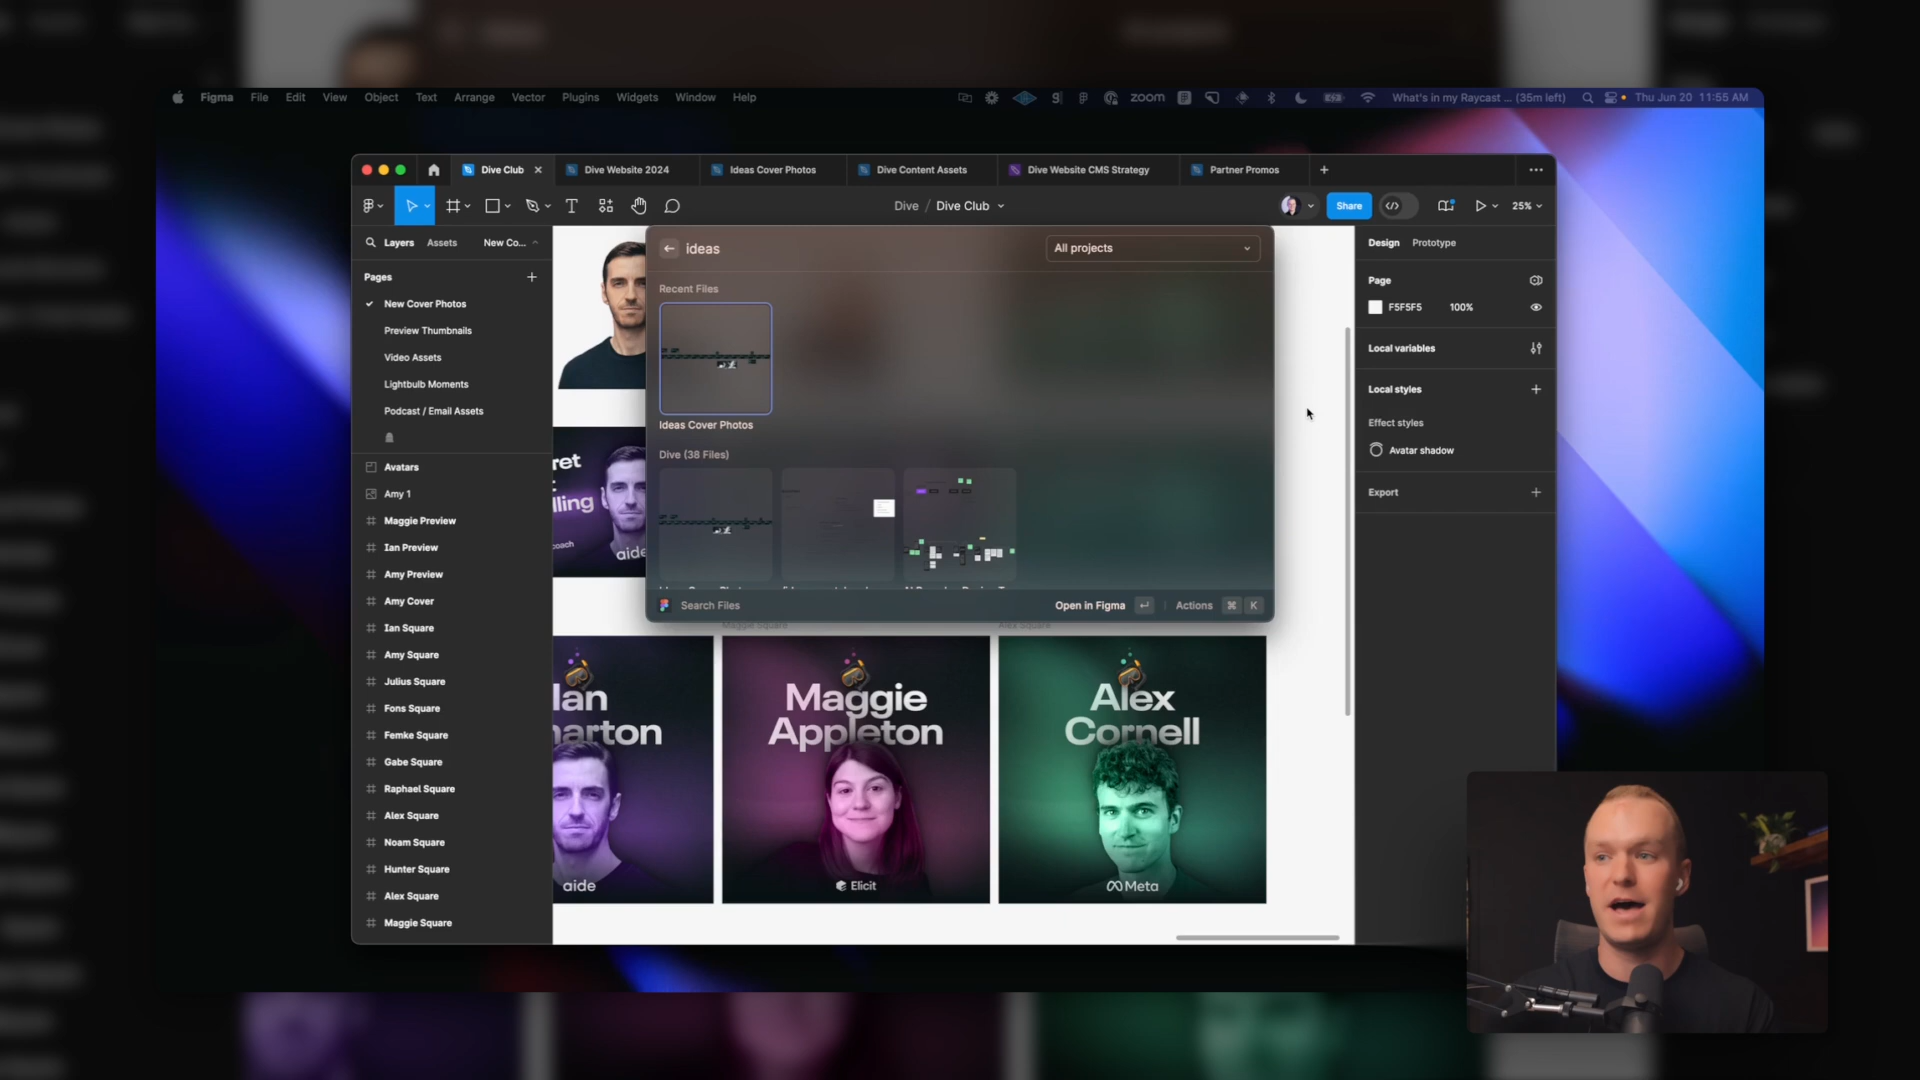 Figma File Edit View Object Text Arrange Vector Plugins Widgets Window Help
zoom What's in my Raycast ... (35m left) Thu Jun 20 11:55 AM
Dive Club Dive Website 2024 Ideas Cover Photos Dive Content Assets Dive Website CMS Strategy Partner Promos
Dive / Dive Club
Share
25%
Layers Assets New Co...
Pages
New Cover Photos
Preview Thumbnails
Video Assets
Lightbulb Moments
Podcast / Email Assets
Avatars
Amy 1
Maggie Preview
Ian Preview
Amy Preview
Amy Cover
Ian Square
Amy Square
Julius Square
Fons Square
Femke Square
Gabe Square
Raphael Square
Alex Square
Noam Square
Hunter Square
Alex Square
Maggie Square
ideas
All projects
Recent Files
Ideas Cover Photos
Dive (38 Files)
Search Files
Open in Figma
Actions
K
ret
lling
coach
aide
Maggie Square
Alex Square
Ian
arton
aide
Maggie
Appleton
Elicit
Alex
Cornell
Meta
Design Prototype
Page
F5F5F5 100%
Local variables
Local styles
Effect styles
Avatar shadow
Export